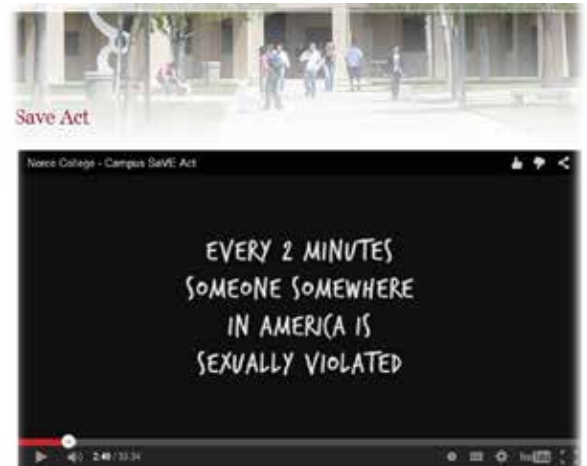 Save Act
Norco College - Campus SaVE Act
EVERY 2 MINUTES
SOMEONE SOMEWHERE
IN AMERICA IS
SEXUALLY VIOLATED
2:40 / 33:34
YouTube